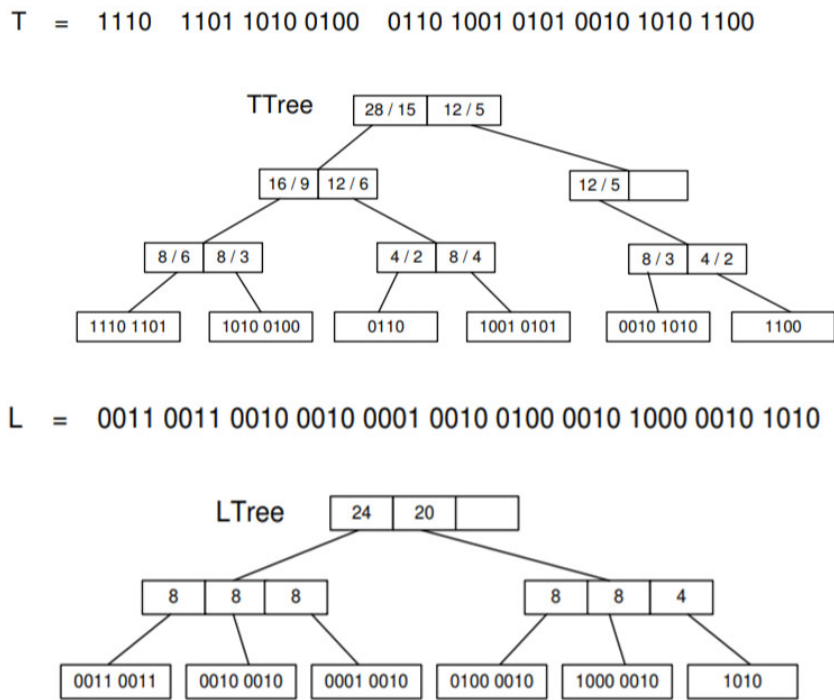 T = 1110 1101 1010 0100 0110 1001 0101 0010 1010 1100
TTree 28 / 15 12 / 5
16 / 9 12 / 6 12 / 5
8 / 6 8 / 3 4 / 2 8 / 4 8 / 3 4 / 2
1110 1101 1010 0100 0110 1001 0101 0010 1010 1100
L = 0011 0011 0010 0010 0001 0010 0100 0010 1000 0010 1010
LTree 24 20
8 8 8 8 8 4
0011 0011 0010 0010 0001 0010 0100 0010 1000 0010 1010